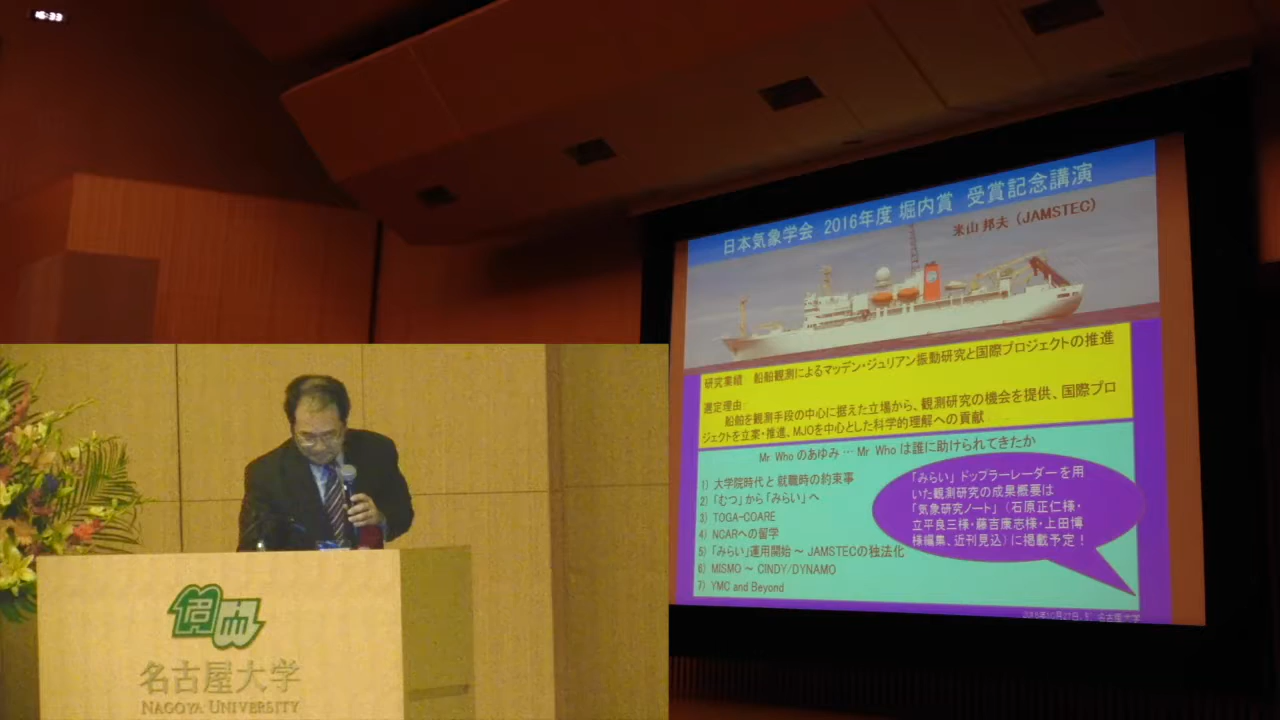 16:33
日本気象学会 2016年度 堀内賞 受賞記念講演
米山 邦夫 (JAMSTEC)
研究業績 船舶観測によるマッデン・ジュリアン振動研究と国際プロジェクトの推進
選定理由
船舶を観測手段の中心に据えた立場から、観測研究の機会を提供、国際プロ
ジェクトを立案・推進、MJOを中心とした科学的理解への貢献
Mr Who のあゆみ … Mr Who は誰に助けられてきたか
1) 大学院時代 と 就職時の約束事
2) 「むつ」から「みらい」へ
3) TOGA-COARE
4) NCARへの留学
5) 「みらい」運用開始 ~ JAMSTECの独法化
6) MISMO ~ CINDY/DYNAMO
7) YMC and Beyond
「みらい」ドップラーレーダーを用
いた観測研究の成果概要は
「気象研究ノート」(石原正仁様・
立平良三様・藤吉康志様・上田博
様編集、近刊見込)に掲載予定!
名古屋大学
名古屋大学
NAGOYA UNIVERSITY